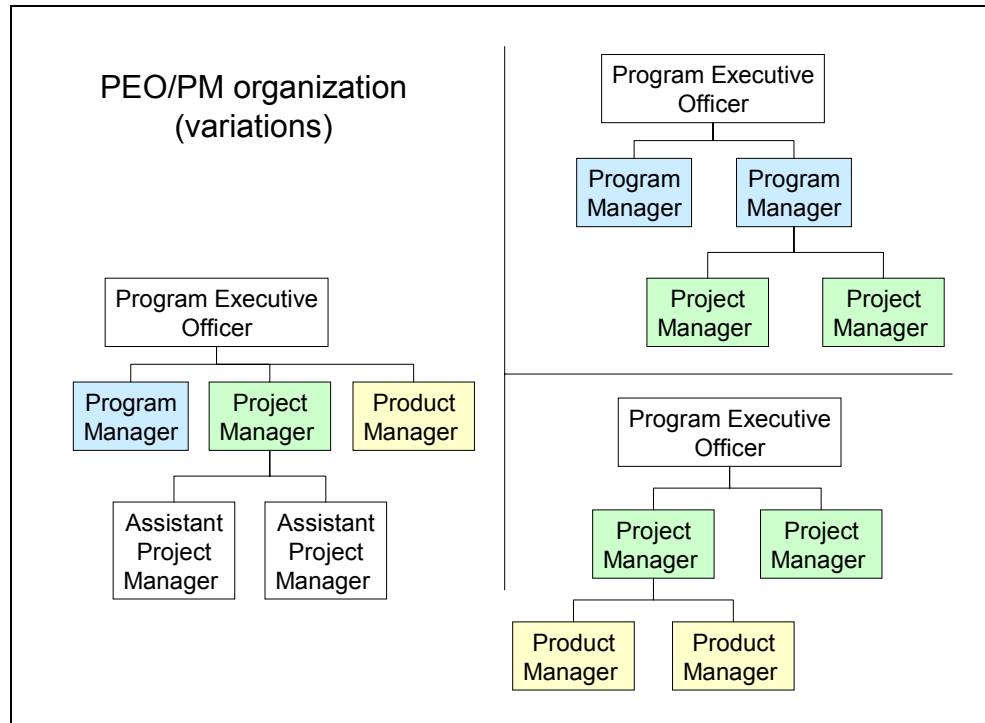 PEO/PM organization
(variations)
Program Executive
Officer
Program
Manager
Project
Manager
Product
Manager
Assistant
Project
Manager
Assistant
Project
Manager
Program Executive
Officer
Program
Manager
Program
Manager
Project
Manager
Project
Manager
Program Executive
Officer
Project
Manager
Project
Manager
Product
Manager
Product
Manager